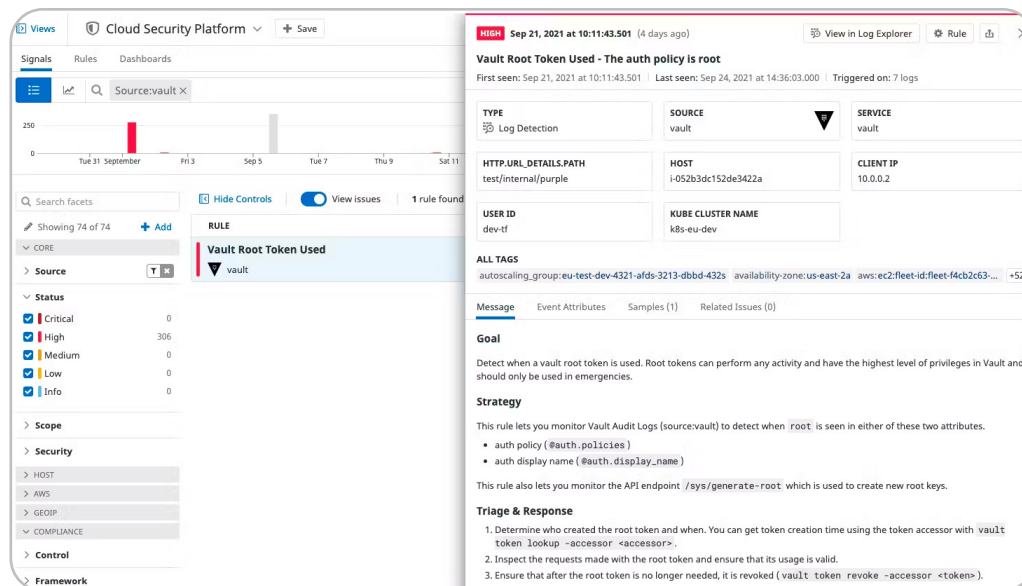 Views
Cloud Security Platform
+ Save
Signals
Rules
Dashboards
Source:vault ×
250
0
Tue 31
September
Fri 3
Sep 5
Tue 7
Thu 9
Sat 11
Search facets
Showing 74 of 74
+ Add
CORE
Source
Status
Critical 0
High 306
Medium 0
Low 0
Info 0
Scope
Security
HOST
AWS
GEOIP
COMPLIANCE
Control
Framework
Hide Controls
View issues
1 rule found
RULE
Vault Root Token Used
vault
HIGH Sep 21, 2021 at 10:11:43.501 (4 days ago)
View in Log Explorer
Rule
Vault Root Token Used - The auth policy is root
First seen: Sep 21, 2021 at 10:11:43.501 | Last seen: Sep 24, 2021 at 14:36:03.000 | Triggered on: 7 logs
TYPE
Log Detection
SOURCE
vault
SERVICE
vault
HTTP.URL_DETAILS.PATH
test/internal/purple
HOST
i-052b3dc152de3422a
CLIENT IP
10.0.0.2
USER ID
dev-tf
KUBE CLUSTER NAME
k8s-eu-dev
ALL TAGS
autoscaling_group:eu-test-dev-4321-afds-3213-dbbd-432s availability-zone:us-east-2a aws:ec2:fleet-id:fleet-f4cb2c63-... +52
Message
Event Attributes
Samples (1)
Related Issues (0)
Goal
Detect when a vault root token is used. Root tokens can perform any activity and have the highest level of privileges in Vault and
should only be used in emergencies.
Strategy
This rule lets you monitor Vault Audit Logs (source:vault) to detect when root is seen in either of these two attributes.
• auth policy ( @auth.policies )
• auth display name ( @auth.display_name )
This rule also lets you monitor the API endpoint /sys/generate-root which is used to create new root keys.
Triage & Response
1. Determine who created the root token and when. You can get token creation time using the token accessor with vault
token lookup -accessor <accessor> .
2. Inspect the requests made with the root token and ensure that its usage is valid.
3. Ensure that after the root token is no longer needed, it is revoked ( vault token revoke -accessor <token> ).